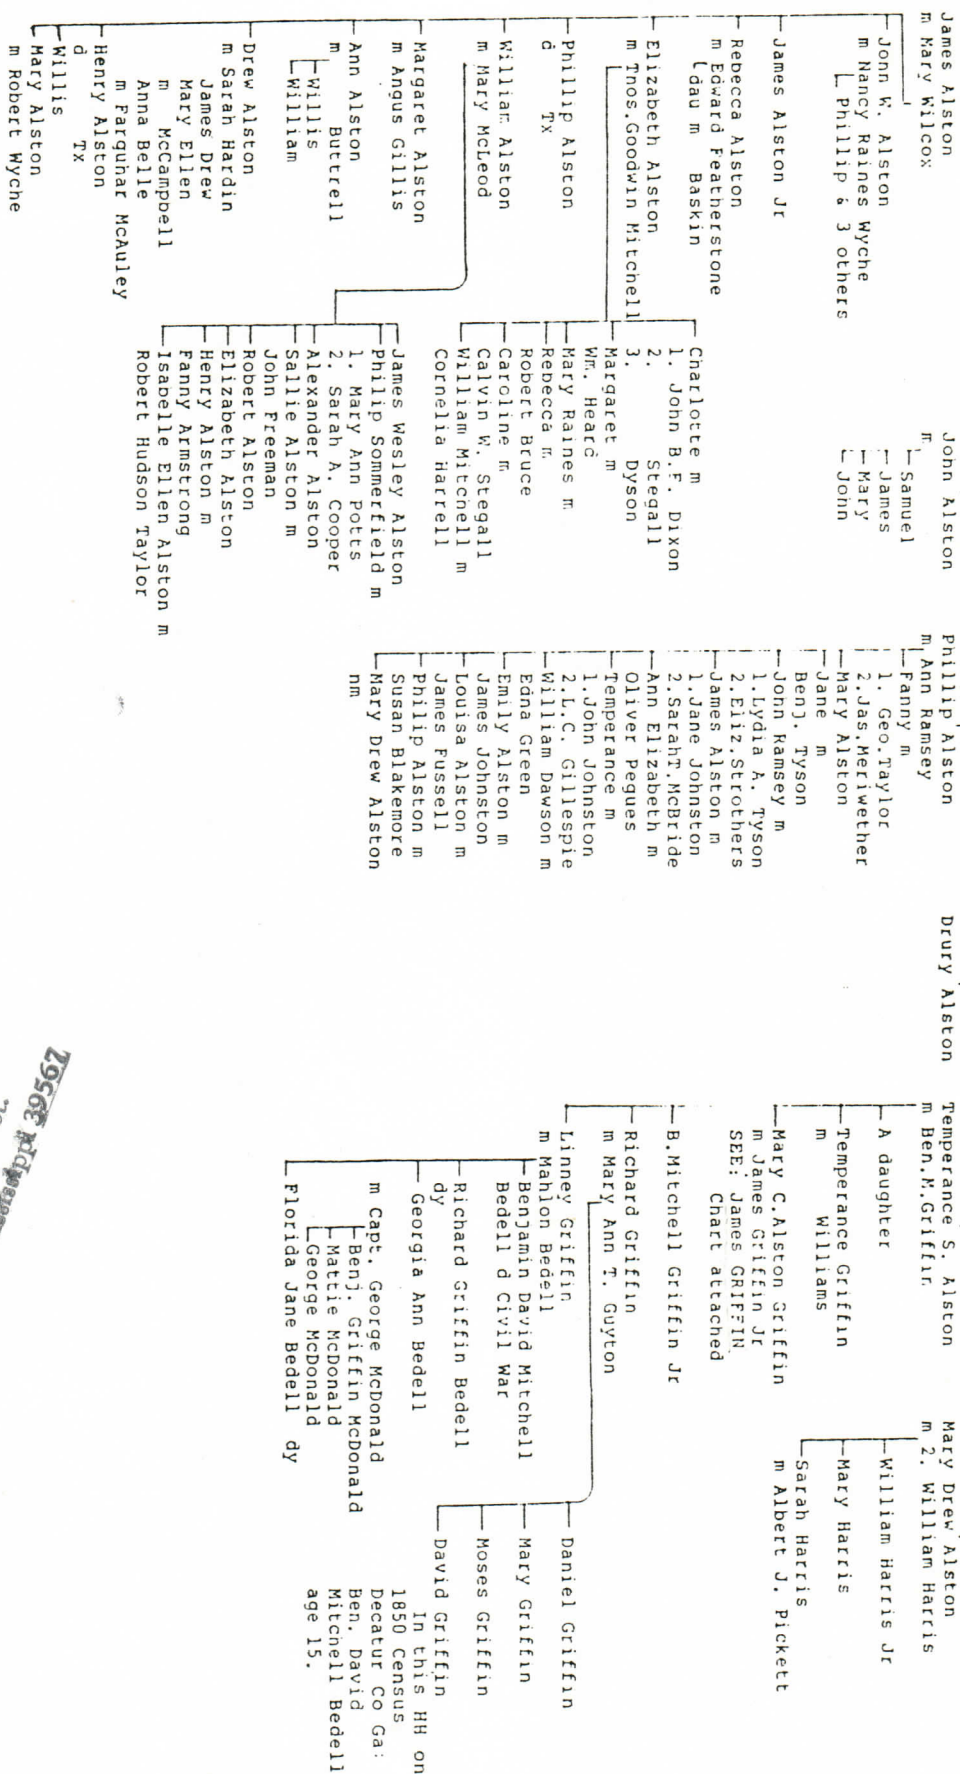 James Alston
m Mary Wilcox
Jonn W. Alston
m Nancy Raines Wyche
Phillip & 3 others
James Alston Jr
Rebecca Alston
m Edward Featherstone
dau m Baskin
Elizabeth Alston
m Tnos.Goodwin Mitchell
Phillip Alston
d Tx
William Alston
m Mary McLeod
Margaret Alston
m Angus Gillis
Ann Alston
m Buttrell
Willis
William
Drew Alston
m Sarah Hardin
James Drew
Mary Ellen
m McCampbell
Anna Belle
m Farquhar McAuley
Henry Alston
d Tx
Willis
Mary Alston
m Robert Wyche
Charlotte m
1. John B.F. Dixon
2. Stegall
3. Dyson
Margaret m
Wm. Heard
Mary Raines m
Rebecca m
Robert Bruce
Caroline m
Calvin W. Stegall
William Mitchell m
Cornelia Harrell
James Wesley Alston
Philip Sommerfield m
1. Mary Ann Potts
2. Sarah A. Cooper
Alexander Alston
Sallie Alston m
John Freeman
Robert Alston
Elizabeth Alston
Henry Alston m
Fanny Armstrong
Isabelle Ellen Alston m
Robert Hudson Taylor
John Alston
m
Samuel
James
Mary
John
Phillip Alston
m Ann Ramsey
Fanny m
1. Geo.Taylor
2.Jas.Meriwether
Mary Alston
Jane m
Benj. Tyson
John Ramsey m
1.Lydia A. Tyson
2.Eliz.Strothers
James Alston m
1.Jane Johnston
2.SarahT.McBride
Ann Elizabeth m
Oliver Pegues
Temperance m
1.John Johnston
2.L.C. Gillespie
William Dawson m
Edna Green
Emily Alston m
James Johnston
Louisa Alston m
James Fussell
Philip Alston m
Susan Blakemore
Mary Drew Alston
nm
Drury Alston
Temperance S. Alston
m Ben.M.Griffin
A daughter
Temperance Griffin
m Williams
Mary C.Alston Griffin
m James Griffin Jr
SEE: James GRIFFIN
Chart attached
B.Mitchell Griffin Jr
Richard Griffin
m Mary Ann T. Guyton
Linney Griffin
m Mahlon Bedell
Benjamin David Mitchell
Bedell d Civil War
Richard Griffin Bedell
dy
Georgia Ann Bedell
m Capt. George McDonald
Benj. Griffin McDonald
Mattie McDonald
George McDonald
Florida Jane Bedell dy
Daniel Griffin
Mary Griffin
Moses Griffin
David Griffin
In this HH on
1850 Census
Decatur Co Ga:
Ben. David
Mitchell Bedell
age 15.
Mary Drew Alston
m 2. William Harris
William Harris Jr
Mary Harris
Sarah Harris
m Albert J. Pickett
39567